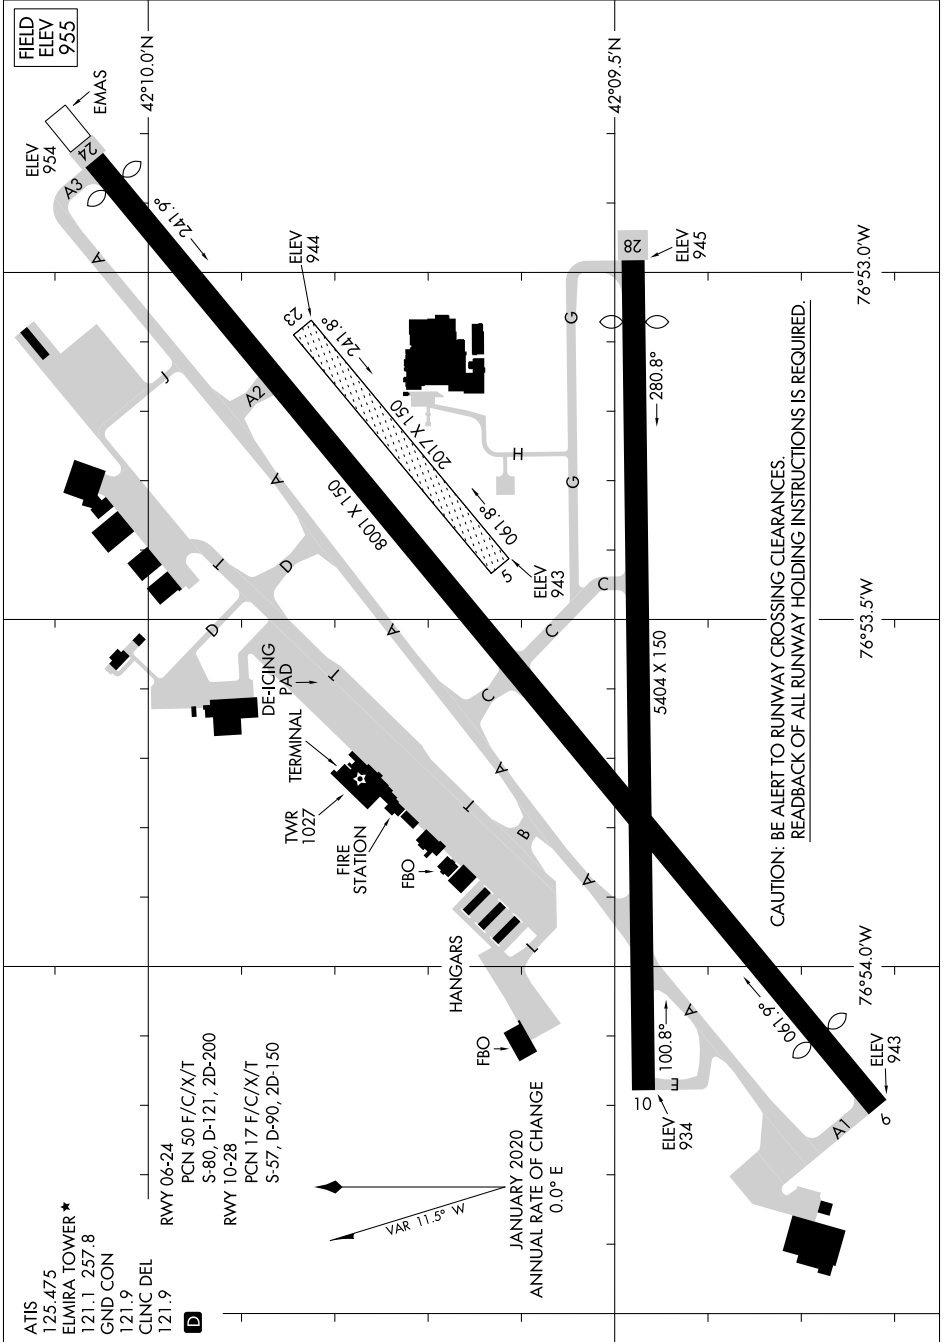 ATIS
125.475
ELMIRA TOWER★
121.1 257.8
GND CON
121.9
CLNC DEL
121.9
D
RWY 06-24
PCN 50 F/C/X/T
S-80, D-121, 2D-200
RWY 10-28
PCN 17 F/C/X/T
S-57, D-90, 2D-150
VAR 11.5° W
JANUARY 2020
ANNUAL RATE OF CHANGE
0.0° E
FIELD
ELEV
955
EMAS
42°10.0'N
42°09.5'N
76°53.0'W
76°53.5'W
76°54.0'W
ELEV
954
24
A3
A
241.9°
J
A2
A
8001 X 150
ELEV
944
23
241.8°
2017 X 150
061.8°
5
ELEV
943
H
G
G
28
ELEV
945
280.8°
5404 X 150
C
C
C
T
D
D
A
DE-ICING
PAD
T
TERMINAL
TWR
1027
FIRE
STATION
FBO
HANGARS
T
A
B
A
T
FBO
10
100.8°
E
ELEV
934
A
061.9°
ELEV
943
6
A1
CAUTION: BE ALERT TO RUNWAY CROSSING CLEARANCES.
READBACK OF ALL RUNWAY HOLDING INSTRUCTIONS IS REQUIRED.